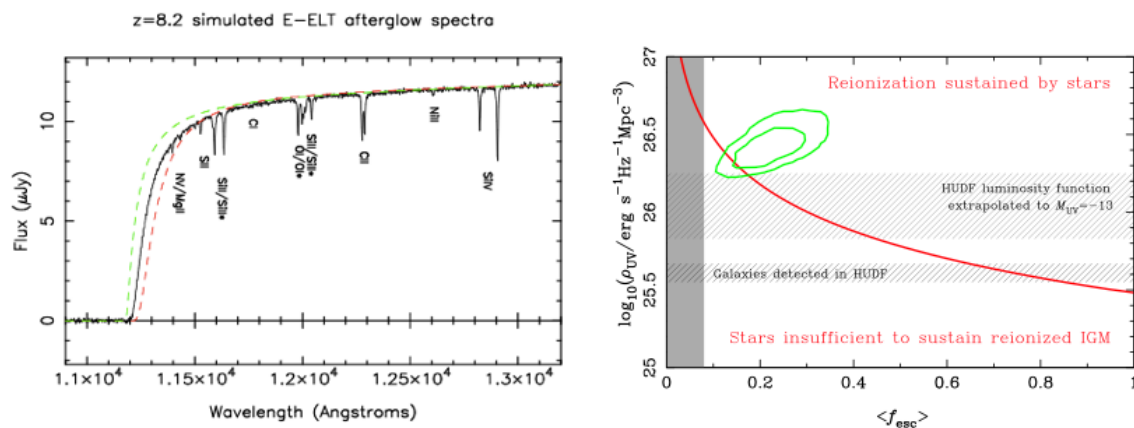 z=8.2 simulated E-ELT afterglow spectra
Flux (μJy)
10
5
0
NV/MgII
SII
SiII/SiII*
CI
OI/OI*
SiII/SiII*
CII
NiII
SiIV
1.1×10⁴ 1.15×10⁴ 1.2×10⁴ 1.25×10⁴ 1.3×10⁴
Wavelength (Angstroms)
log₁₀(ρ_UV/erg s⁻¹Hz⁻¹Mpc⁻³)
27
26.5
26
25.5
25
Reionization sustained by stars
HUDF luminosity function
extrapolated to M_UV=−13
Galaxies detected in HUDF
Stars insufficient to sustain reionized IGM
0 0.2 0.4 0.6 0.8 1
<f_esc>